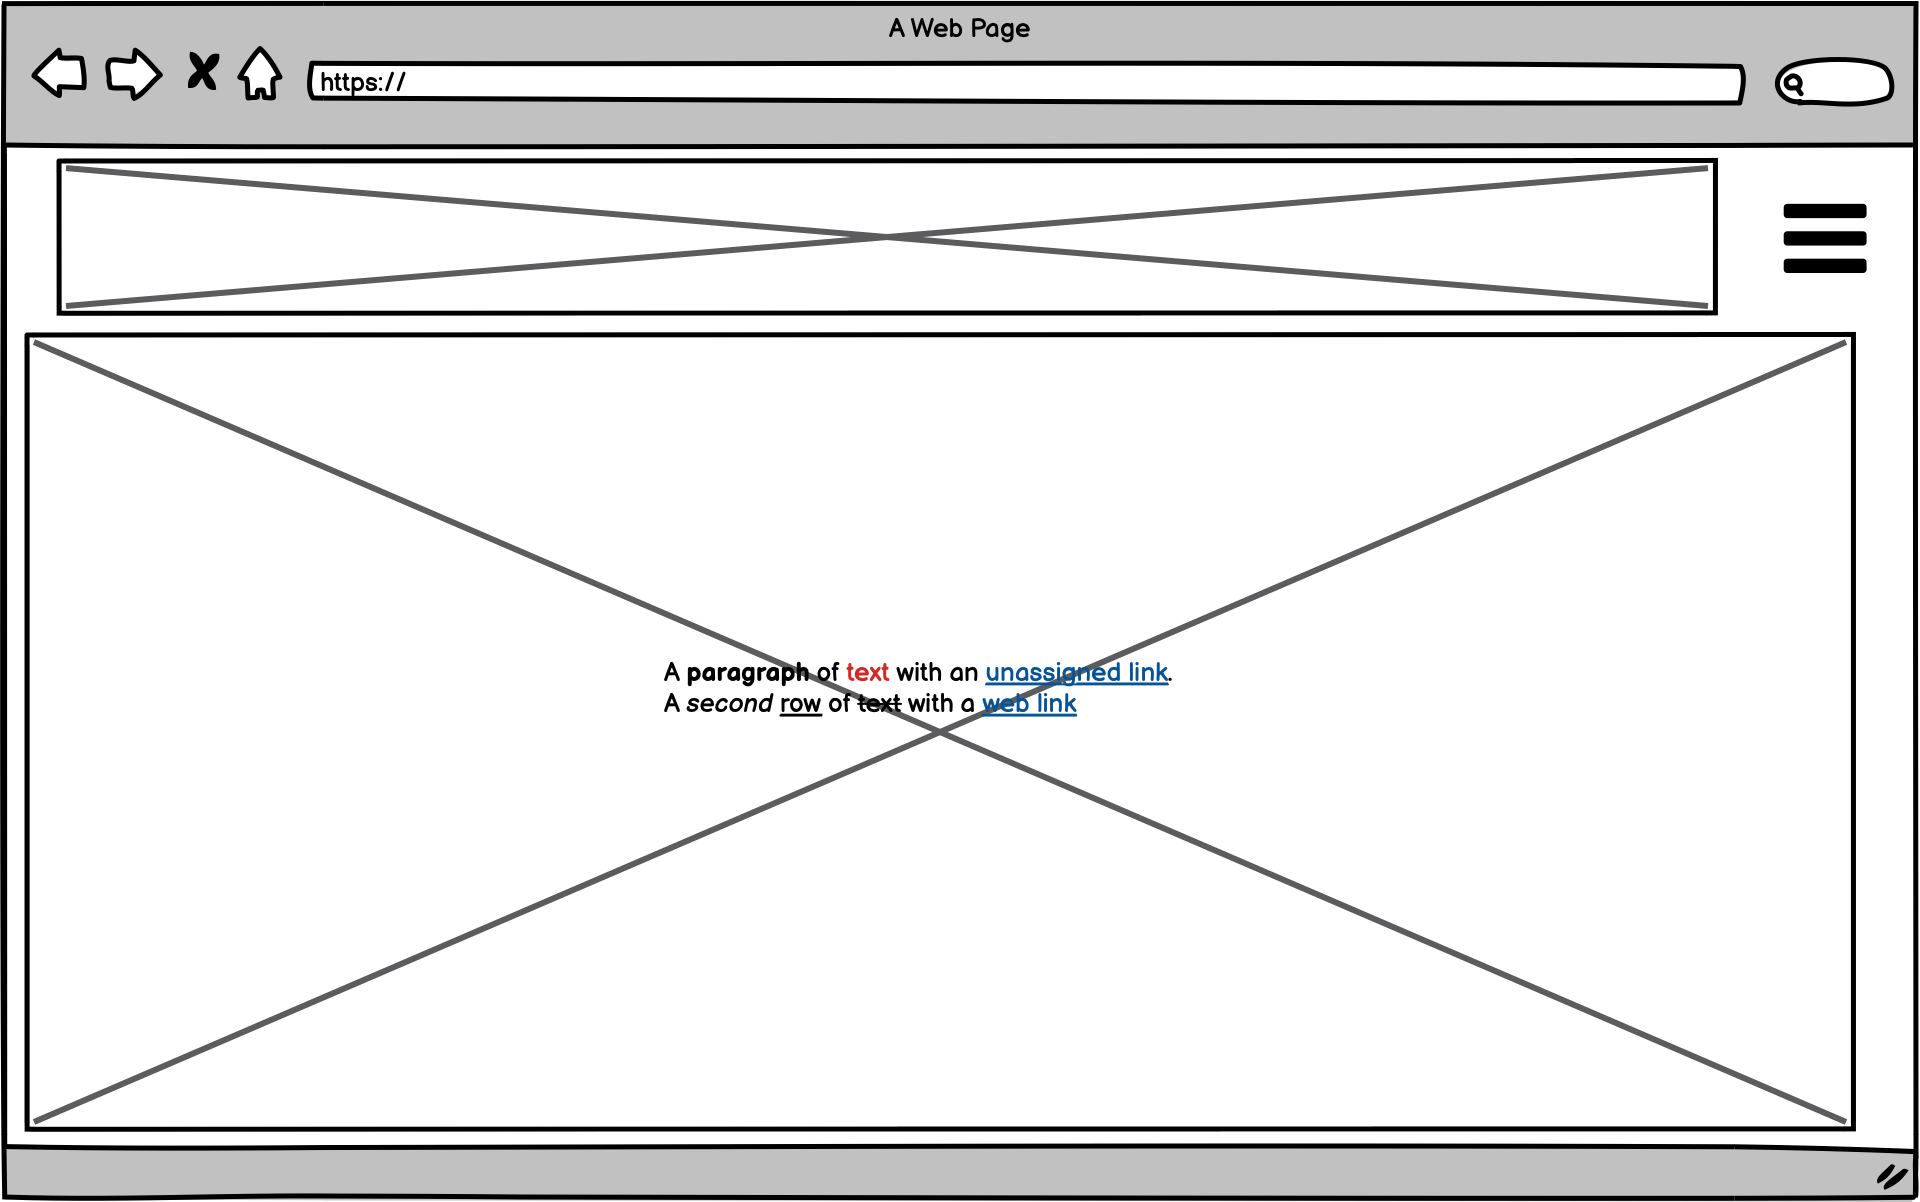 A Web Page
https://
A paragraph of text with an unassigned link.
A second row of text with a web link